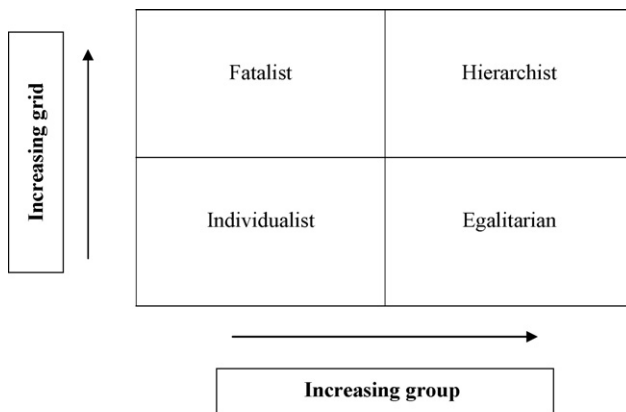 Fatalist
Hierarchist
Increasing grid
Individualist
Egalitarian
Increasing group